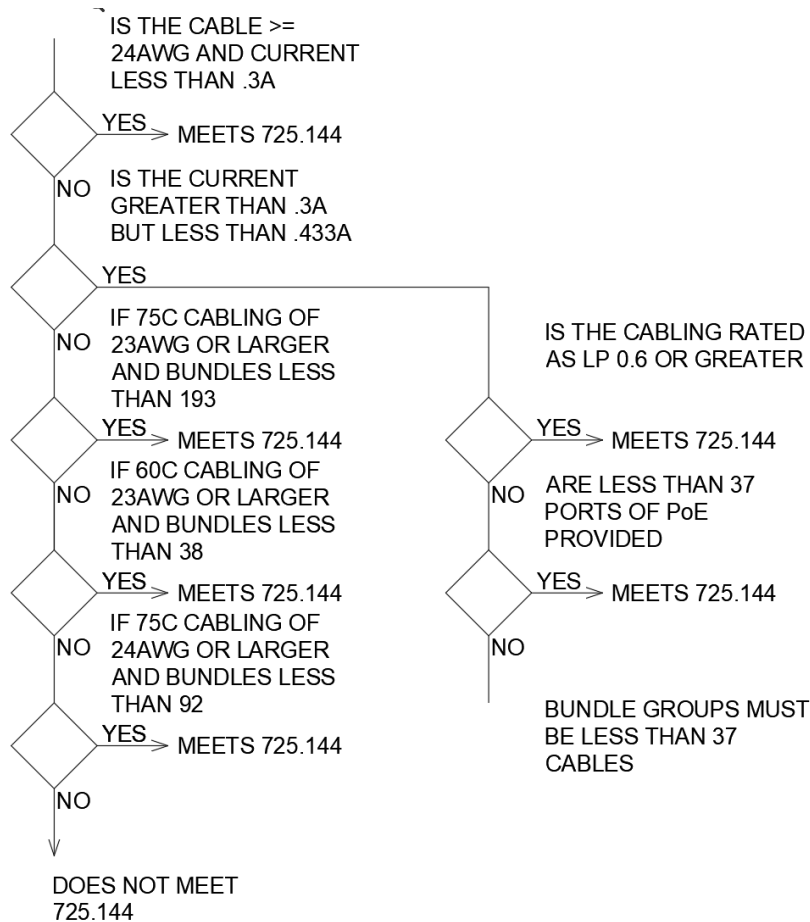 IS THE CABLE >=
24AWG AND CURRENT
LESS THAN .3A
YES
MEETS 725.144
NO
IS THE CURRENT
GREATER THAN .3A
BUT LESS THAN .433A
YES
NO
IF 75C CABLING OF
23AWG OR LARGER
AND BUNDLES LESS
THAN 193
YES
MEETS 725.144
NO
IF 60C CABLING OF
23AWG OR LARGER
AND BUNDLES LESS
THAN 38
YES
MEETS 725.144
NO
IF 75C CABLING OF
24AWG OR LARGER
AND BUNDLES LESS
THAN 92
YES
MEETS 725.144
NO
DOES NOT MEET
725.144
IS THE CABLING RATED
AS LP 0.6 OR GREATER
YES
MEETS 725.144
NO
ARE LESS THAN 37
PORTS OF PoE
PROVIDED
YES
MEETS 725.144
NO
BUNDLE GROUPS MUST
BE LESS THAN 37
CABLES